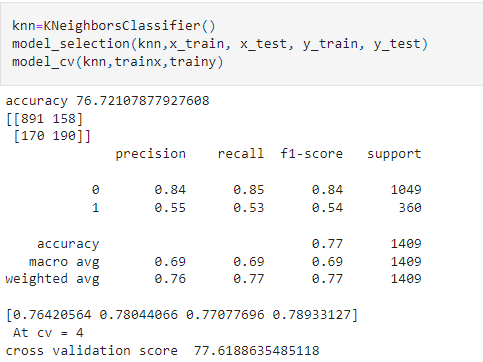 knn=KNeighborsClassifier()
model_selection(knn,x_train, x_test, y_train, y_test)
model_cv(knn,trainx,trainy)
accuracy 76.72107877927608
[[891 158]
 [170 190]]
              precision    recall  f1-score   support

           0       0.84      0.85      0.84      1049
           1       0.55      0.53      0.54       360

    accuracy                           0.77      1409
   macro avg       0.69      0.69      0.69      1409
weighted avg       0.76      0.77      0.77      1409

[0.76420564 0.78044066 0.77077696 0.78933127]
 At cv = 4
cross validation score  77.6188635485118